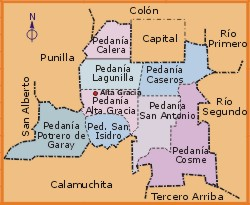 N
Colón
Pedanía
Calera
Capital
Río
Primero
Punilla
Pedanía
Lagunilla
Pedanía
Caseros
Alta Gracia
Pedanía
Alta Gracia
San Alberto
Pedanía
San Antonio
Río
Segundo
Pedanía
Potrero de
Garay
Ped. San
Isidro
Pedanía
Cosme
Calamuchita
Tercero Arriba